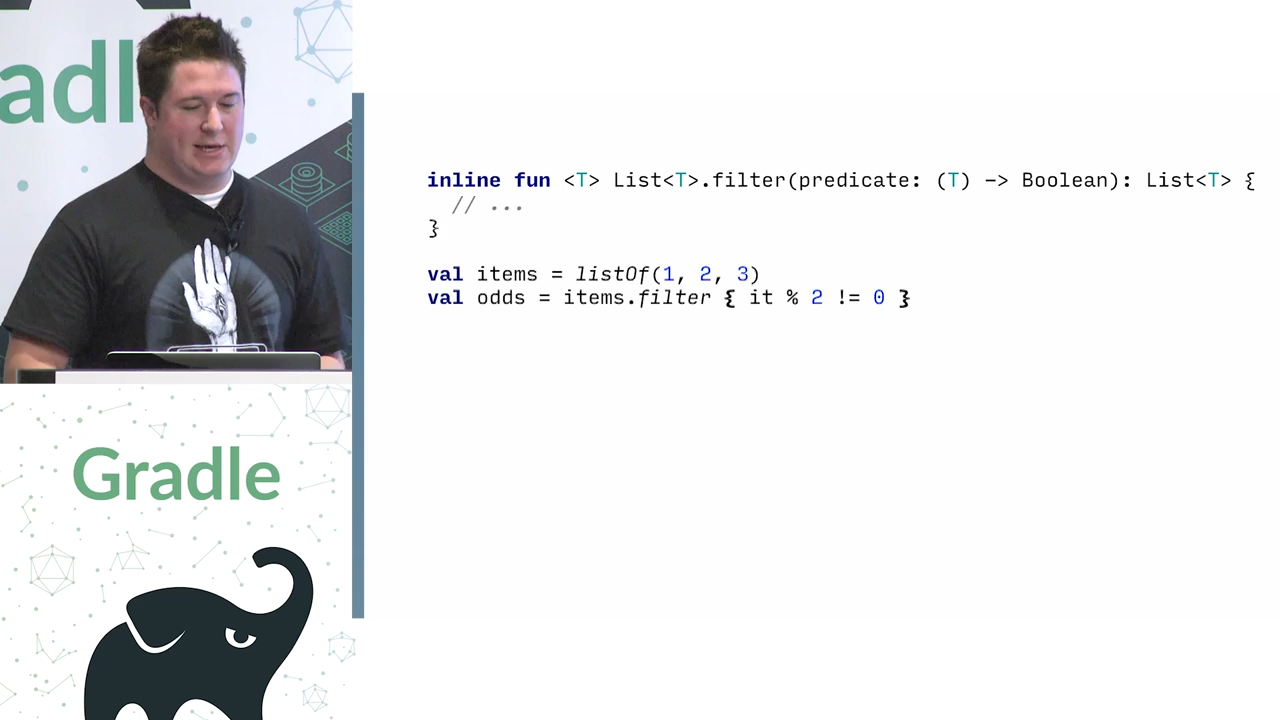 adl
inline fun <T> List<T>.filter(predicate: (T) -> Boolean): List<T> {
// ...
}
val items = listOf(1, 2, 3)
val odds = items.filter { it % 2 != 0 }
Gradle